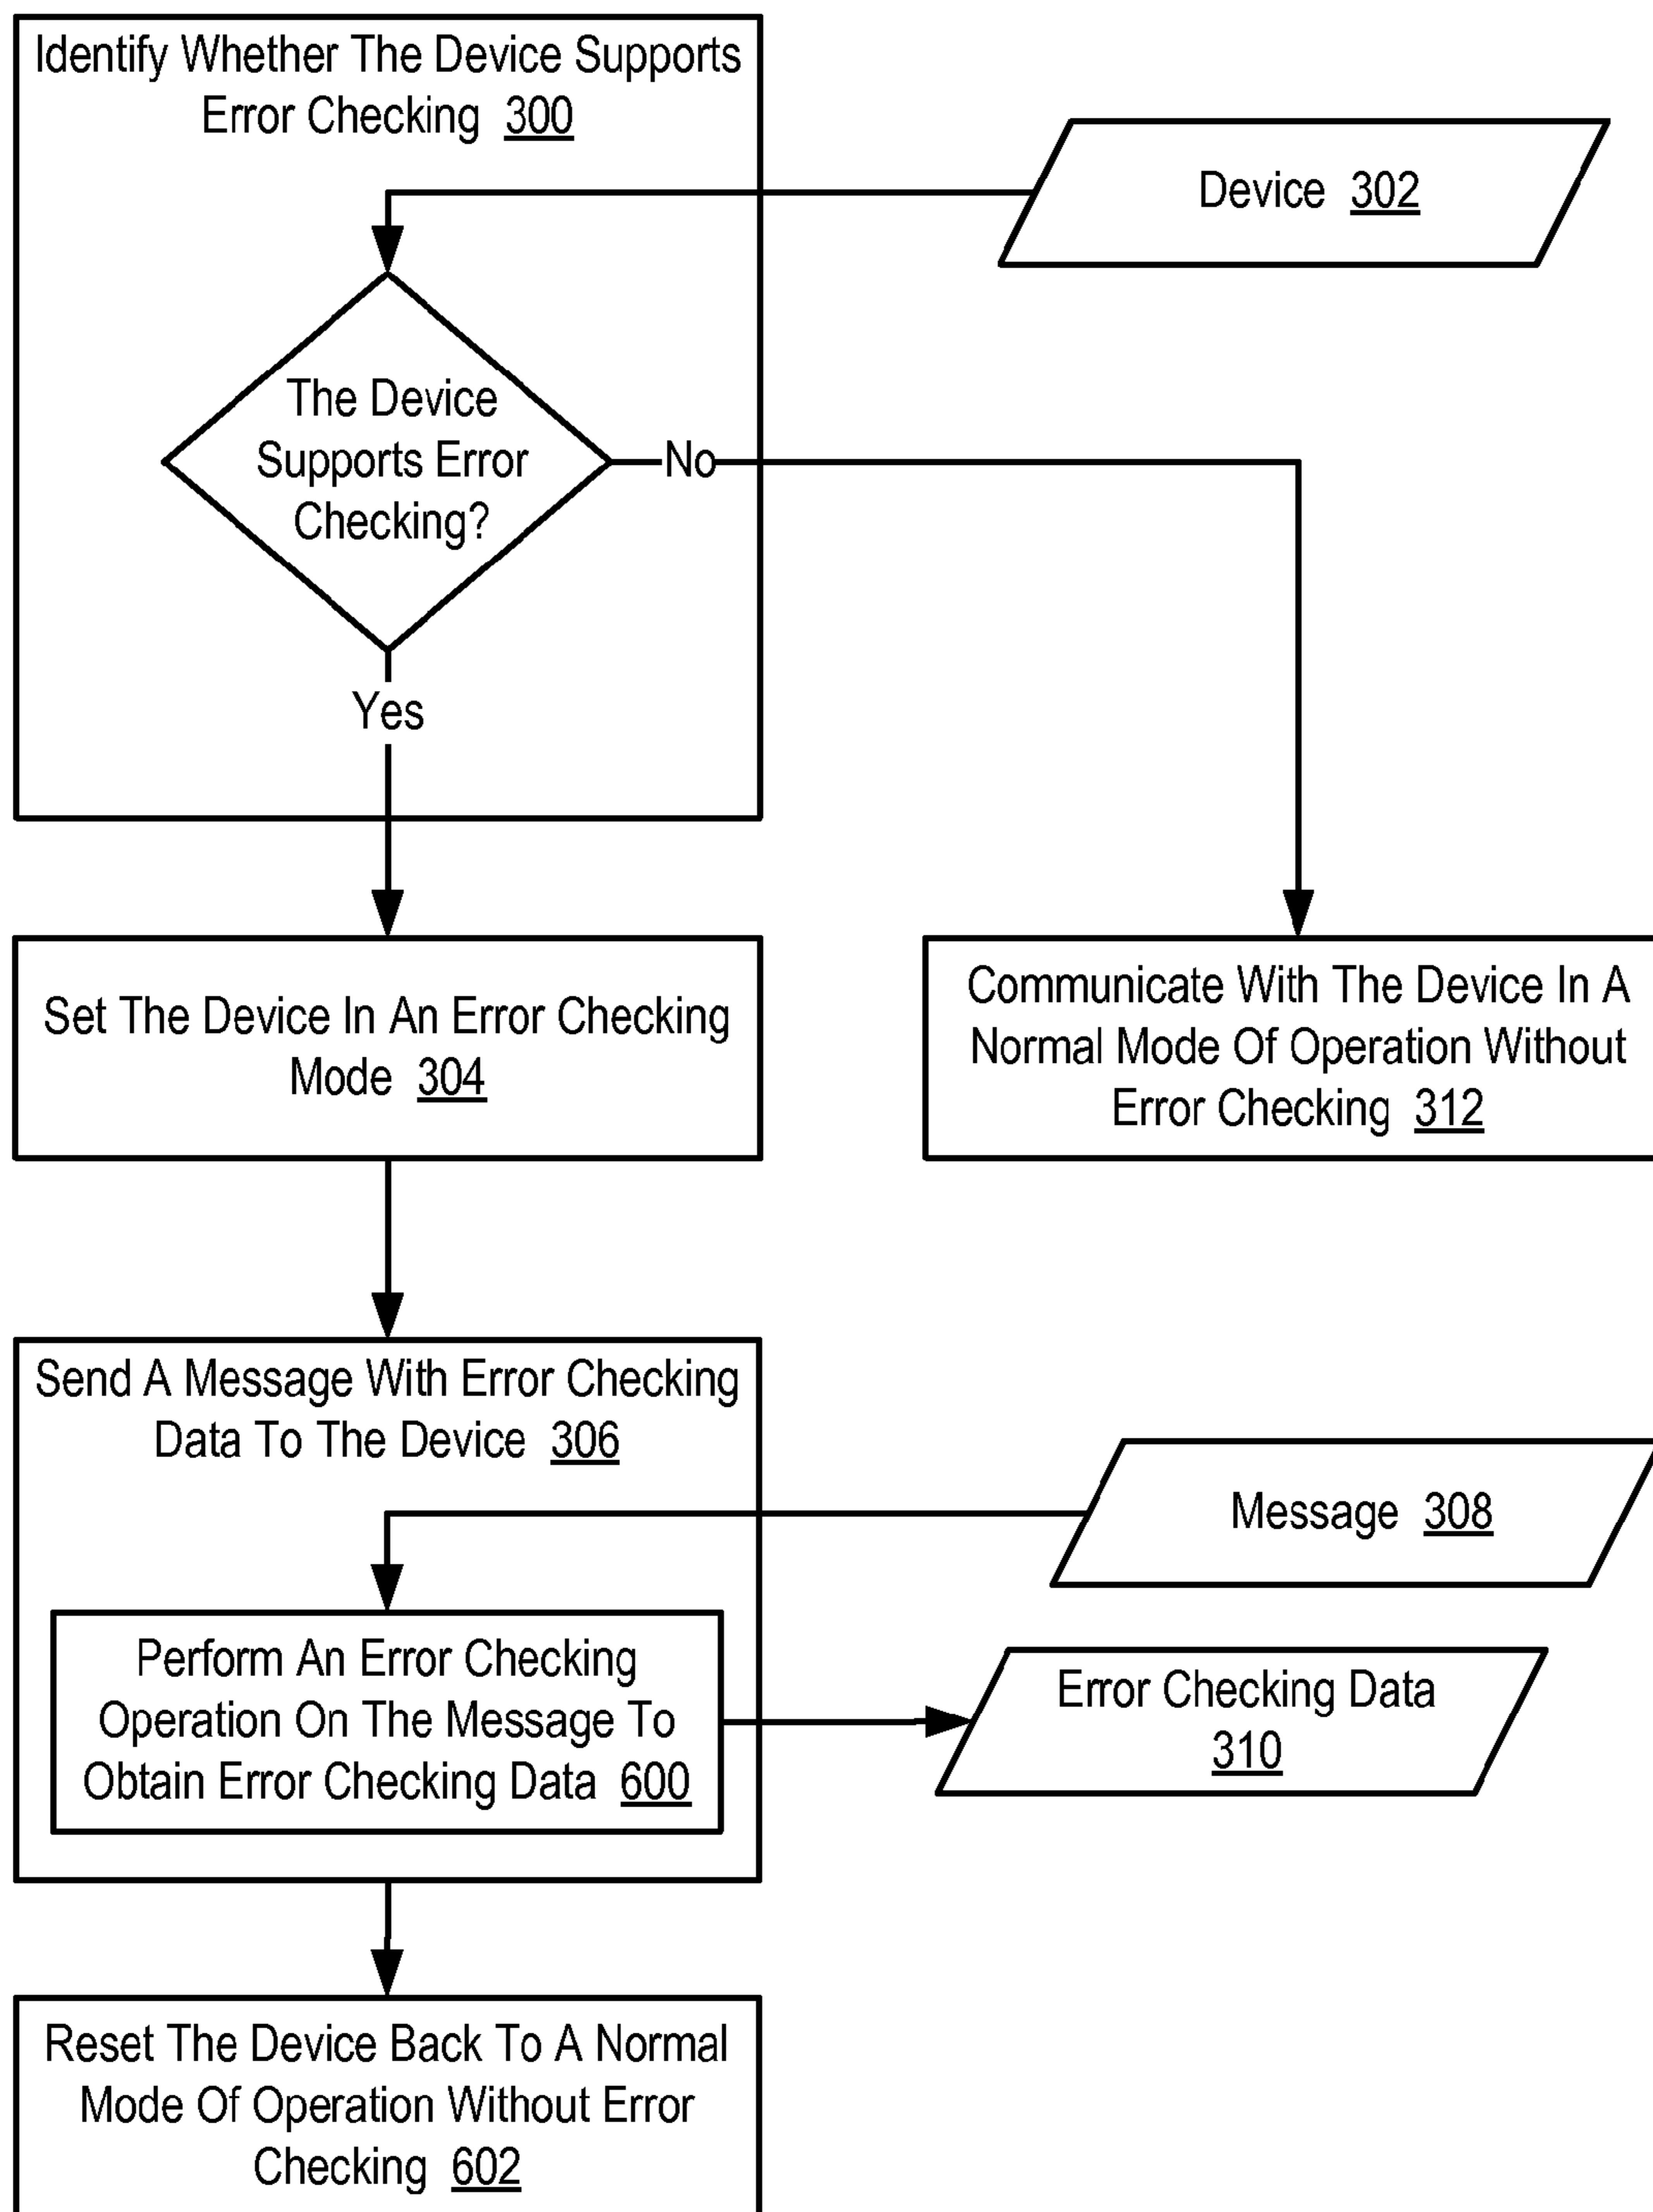 Identify Whether The Device Supports
Error Checking 300
Device 302
The Device
Supports Error
Checking?
No
Yes
Set The Device In An Error Checking
Mode 304
Communicate With The Device In A
Normal Mode Of Operation Without
Error Checking 312
Send A Message With Error Checking
Data To The Device 306
Message 308
Perform An Error Checking
Operation On The Message To
Obtain Error Checking Data 600
Error Checking Data
310
Reset The Device Back To A Normal
Mode Of Operation Without Error
Checking 602